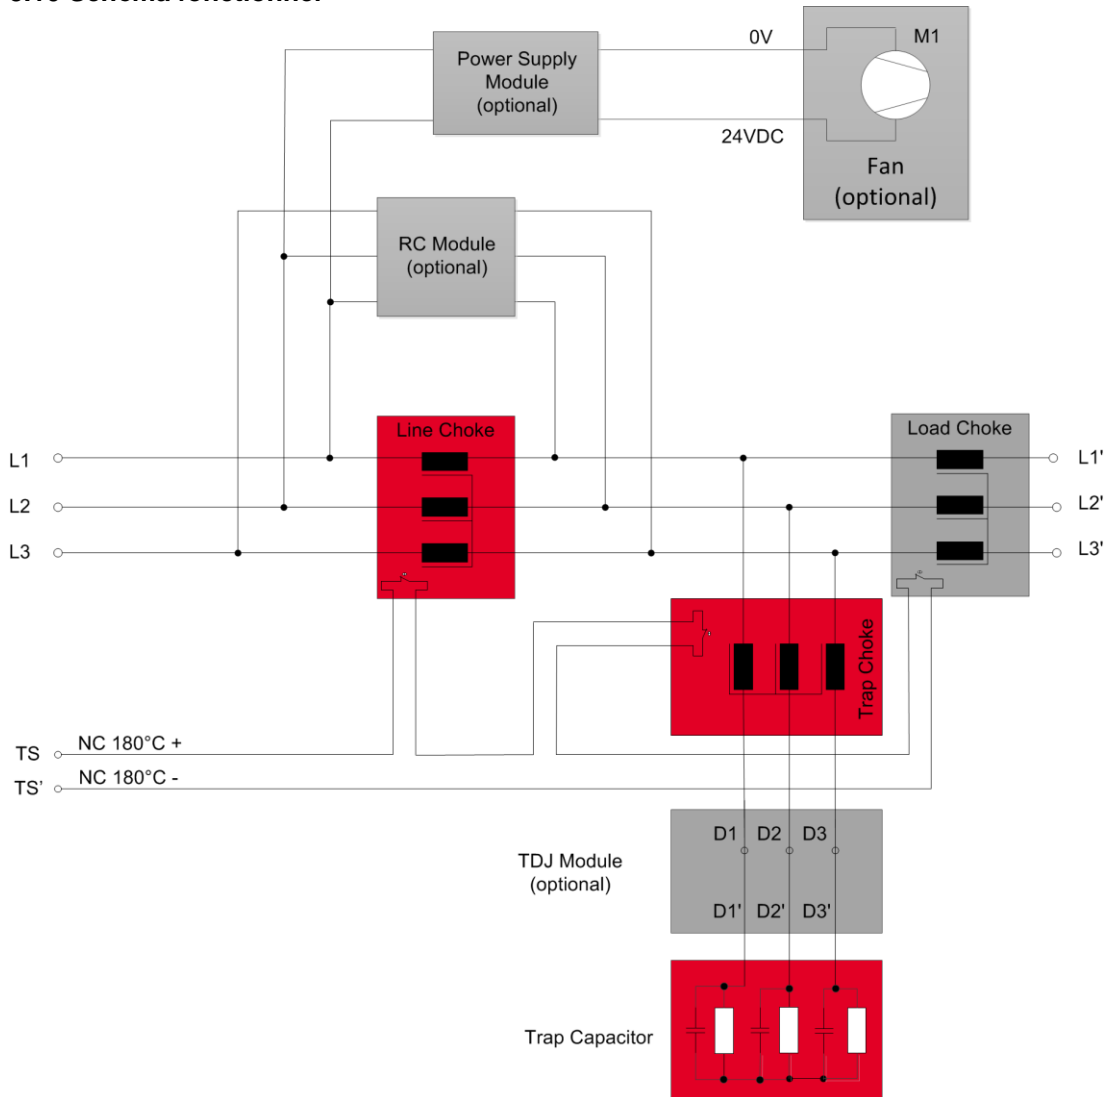 Schéma fonctionnel
Power Supply
Module
(optional)
0V
24VDC
M1
Fan
(optional)
RC Module
(optional)
Line Choke
Load Choke
L1
L2
L3
L1'
L2'
L3'
Trap Choke
TS
NC 180°C +
TS’
NC 180°C -
TDJ Module
(optional)
D1 D2 D3
D1' D2' D3'
Trap Capacitor